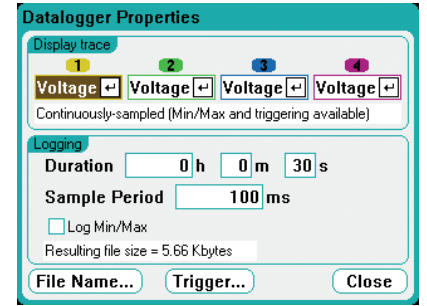 Datalogger Properties
Display trace
1 2 3 4
Voltage Voltage Voltage Voltage
Continuously-sampled (Min/Max and triggering available)
Logging
Duration 0 h 0 m 30 s
Sample Period 100 ms
Log Min/Max
Resulting file size = 5.66 Kbytes
File Name... Trigger... Close